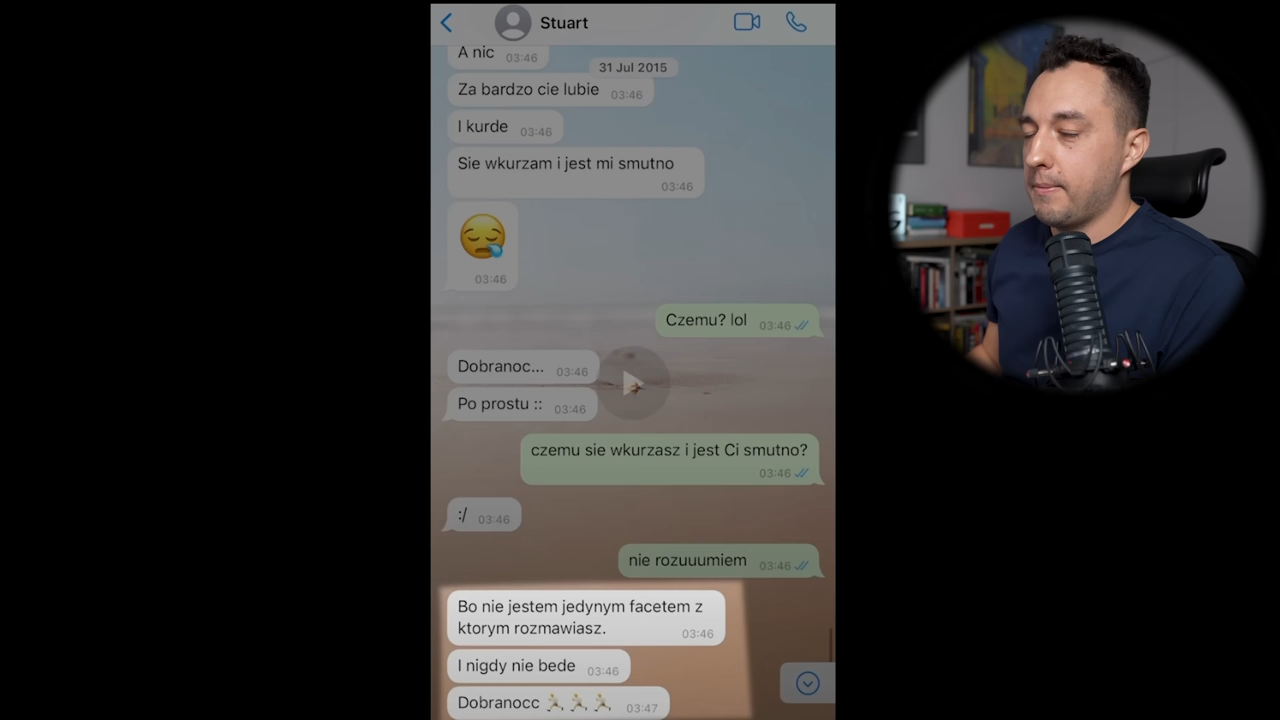 Stuart
A nic 03:46
31 Jul 2015
Za bardzo cie lubie 03:46
I kurde 03:46
Sie wkurzam i jest mi smutno
03:46
03:46
Czemu? lol 03:46
Dobranoc... 03:46
Po prostu :: 03:46
czemu sie wkurzasz i jest Ci smutno?
03:46
:/ 03:46
nie rozuuumiem 03:46
Bo nie jestem jedynym facetem z
ktorym rozmawiasz. 03:46
I nigdy nie bede 03:46
Dobranocc 🏃🏃🏃 03:47